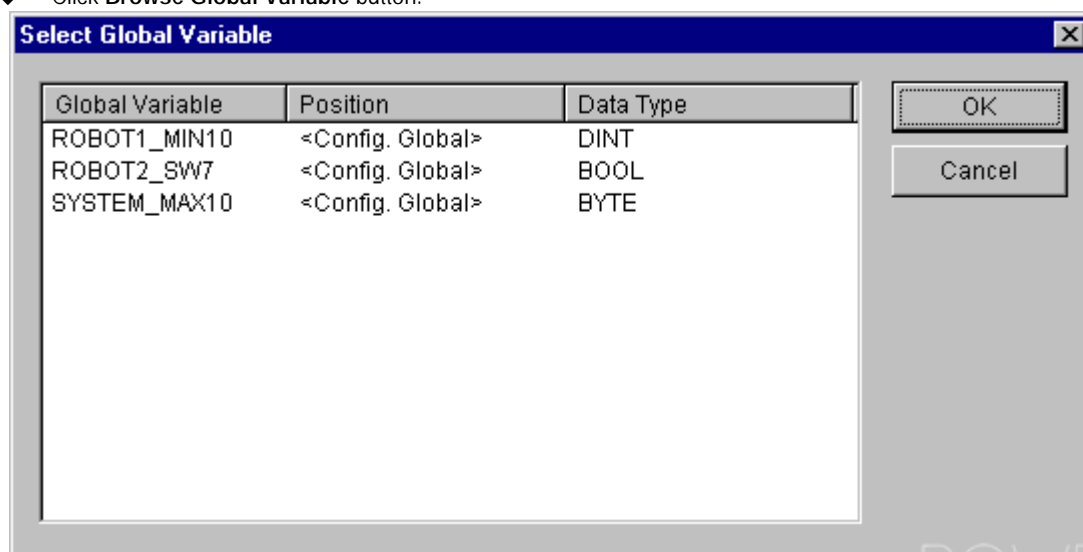 Click Browse Global Variable button.
Select Global Variable
Global Variable Position Data Type
ROBOT1_MIN10 <Config. Global> DINT
ROBOT2_SW7 <Config. Global> BOOL
SYSTEM_MAX10 <Config. Global> BYTE
OK
Cancel